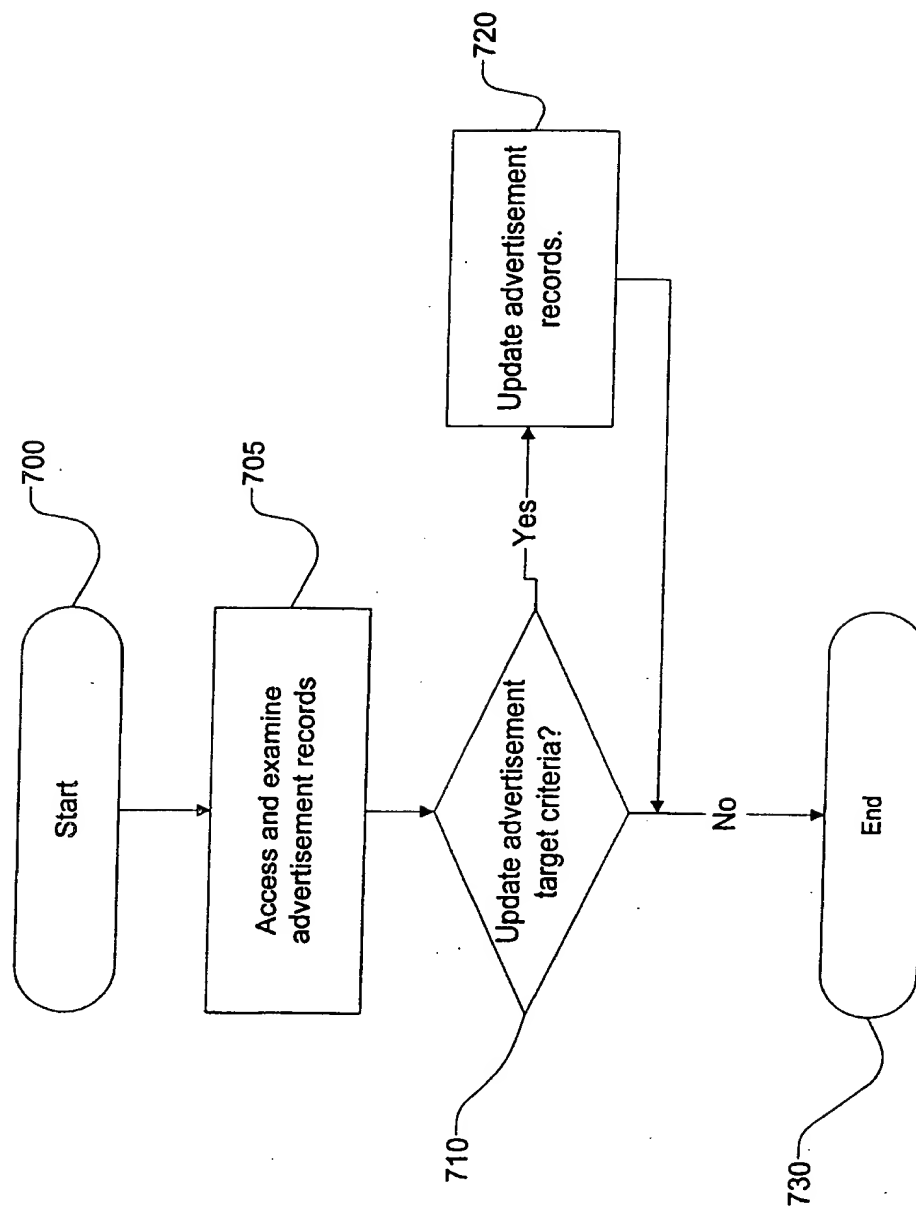 Start
700
Access and examine
advertisement records
705
Update advertisement
target criteria?
710
Yes
Update advertisement
records.
720
No
End
730